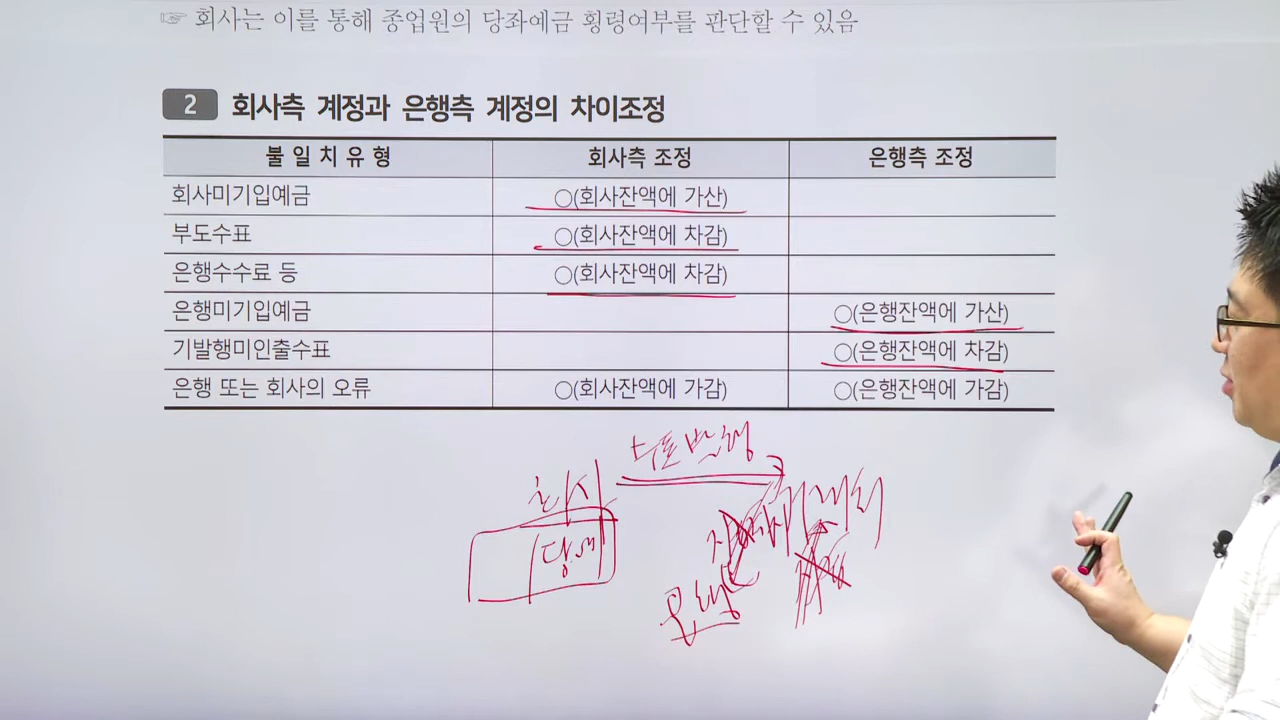 ☞ 회사는 이를 통해 종업원의 당좌예금 횡령여부를 판단할 수 있음
2 회사측 계정과 은행측 계정의 차이조정
불 일 치 유 형 회사측 조정 은행측 조정
회사미기입예금 ○(회사잔액에 가산)
부도수표 ○(회사잔액에 차감)
은행수수료 등 ○(회사잔액에 차감)
은행미기입예금 ○(은행잔액에 가산)
기발행미인출수표 ○(은행잔액에 차감)
은행 또는 회사의 오류 ○(회사잔액에 가감) ○(은행잔액에 가감)
수표발행
회사
당예
은행